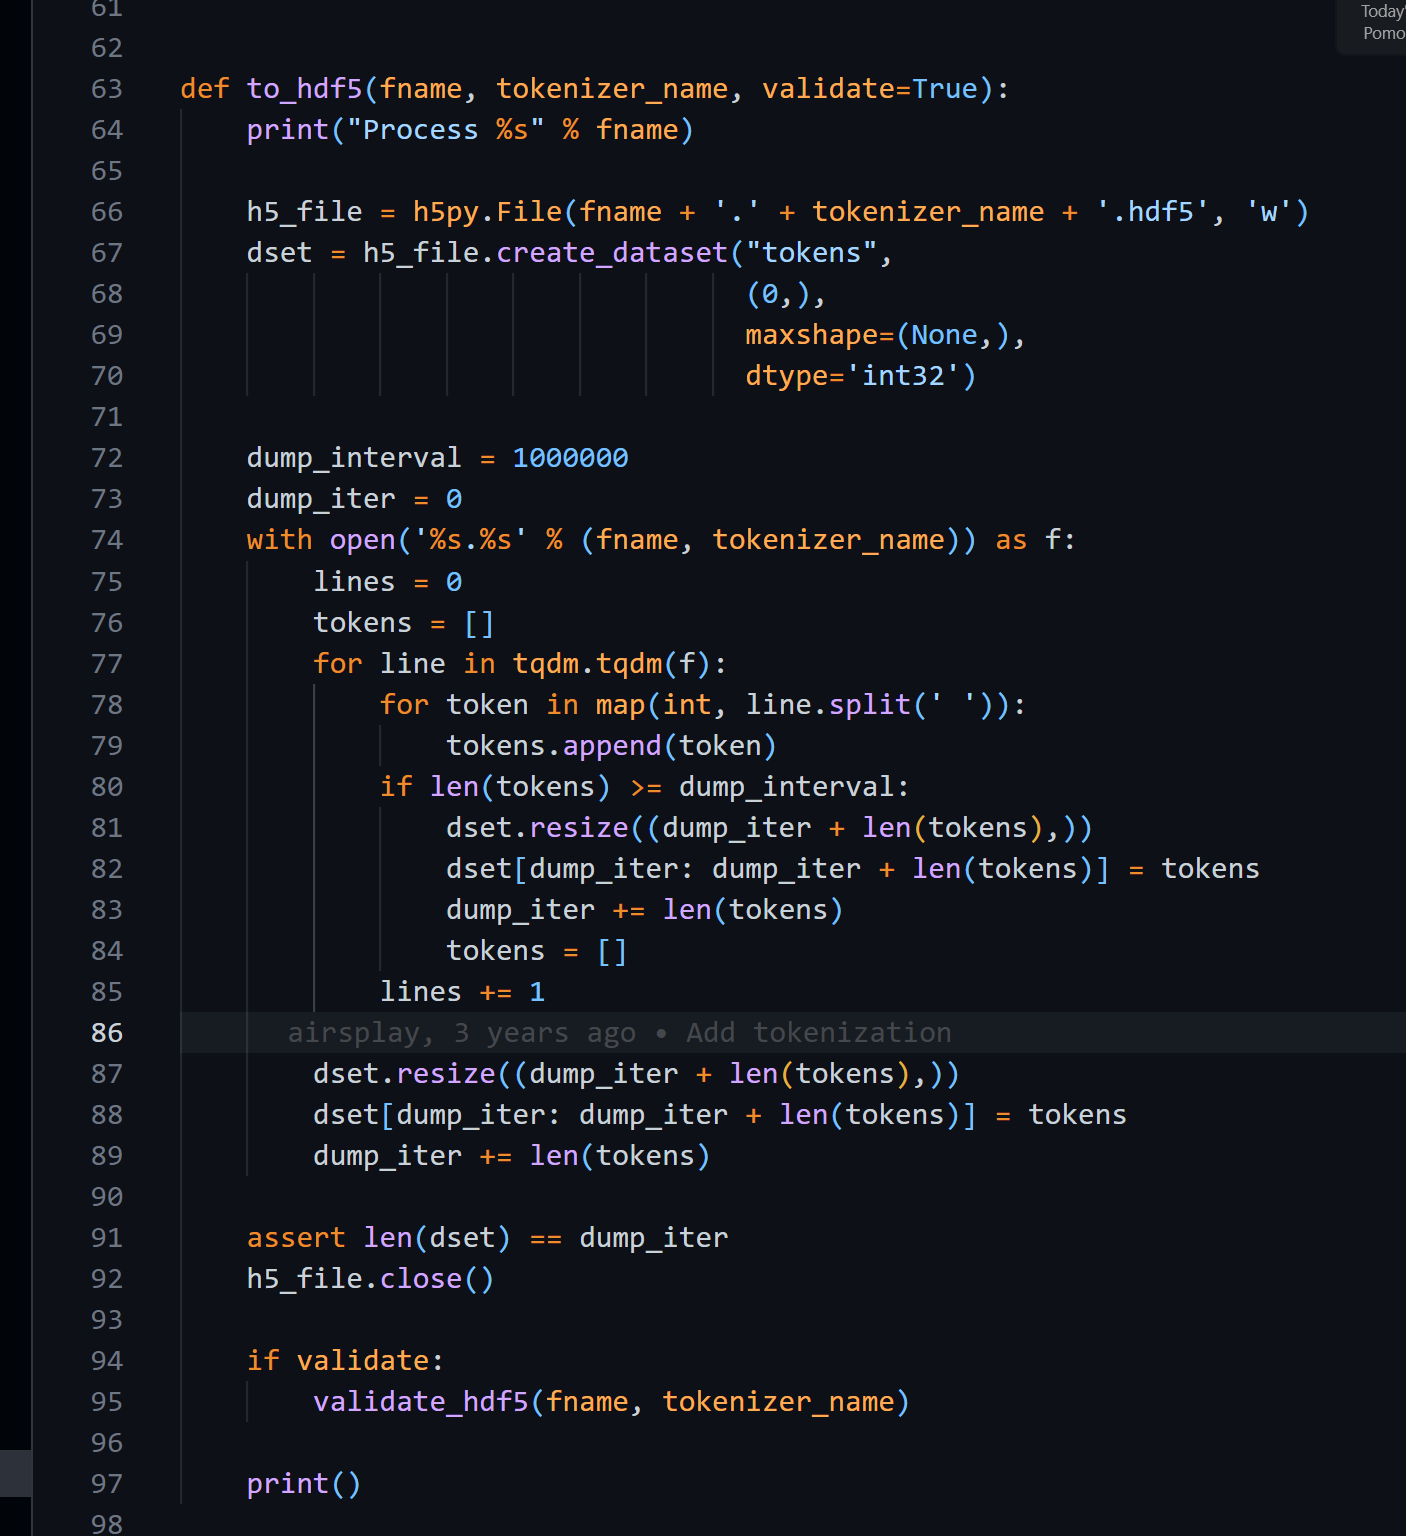 61
Today'
Pomo
62
63 def to_hdf5(fname, tokenizer_name, validate=True):
64     print("Process %s" % fname)
65
66     h5_file = h5py.File(fname + '.' + tokenizer_name + '.hdf5', 'w')
67     dset = h5_file.create_dataset("tokens",
68                                   (0,),
69                                   maxshape=(None,),
70                                   dtype='int32')
71
72     dump_interval = 1000000
73     dump_iter = 0
74     with open('%s.%s' % (fname, tokenizer_name)) as f:
75         lines = 0
76         tokens = []
77         for line in tqdm.tqdm(f):
78             for token in map(int, line.split(' ')):
79                 tokens.append(token)
80             if len(tokens) >= dump_interval:
81                 dset.resize((dump_iter + len(tokens),))
82                 dset[dump_iter: dump_iter + len(tokens)] = tokens
83                 dump_iter += len(tokens)
84                 tokens = []
85             lines += 1
86       airsplay, 3 years ago • Add tokenization
87         dset.resize((dump_iter + len(tokens),))
88         dset[dump_iter: dump_iter + len(tokens)] = tokens
89         dump_iter += len(tokens)
90
91     assert len(dset) == dump_iter
92     h5_file.close()
93
94     if validate:
95         validate_hdf5(fname, tokenizer_name)
96
97     print()
98